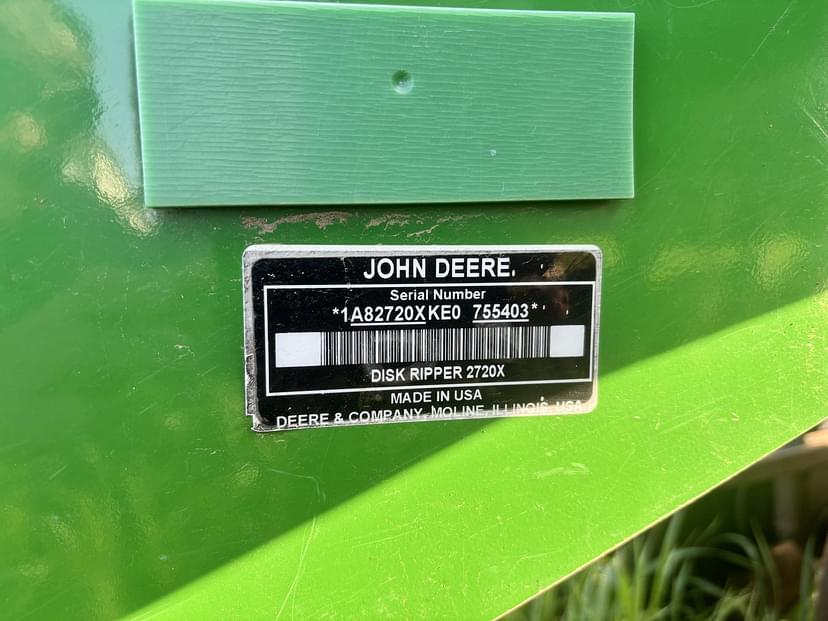 JOHN DEERE.
Serial Number
*1A82720XKE0 755403*
DISK RIPPER 2720X
MADE IN USA
DEERE & COMPANY, MOLINE, ILLINOIS, USA